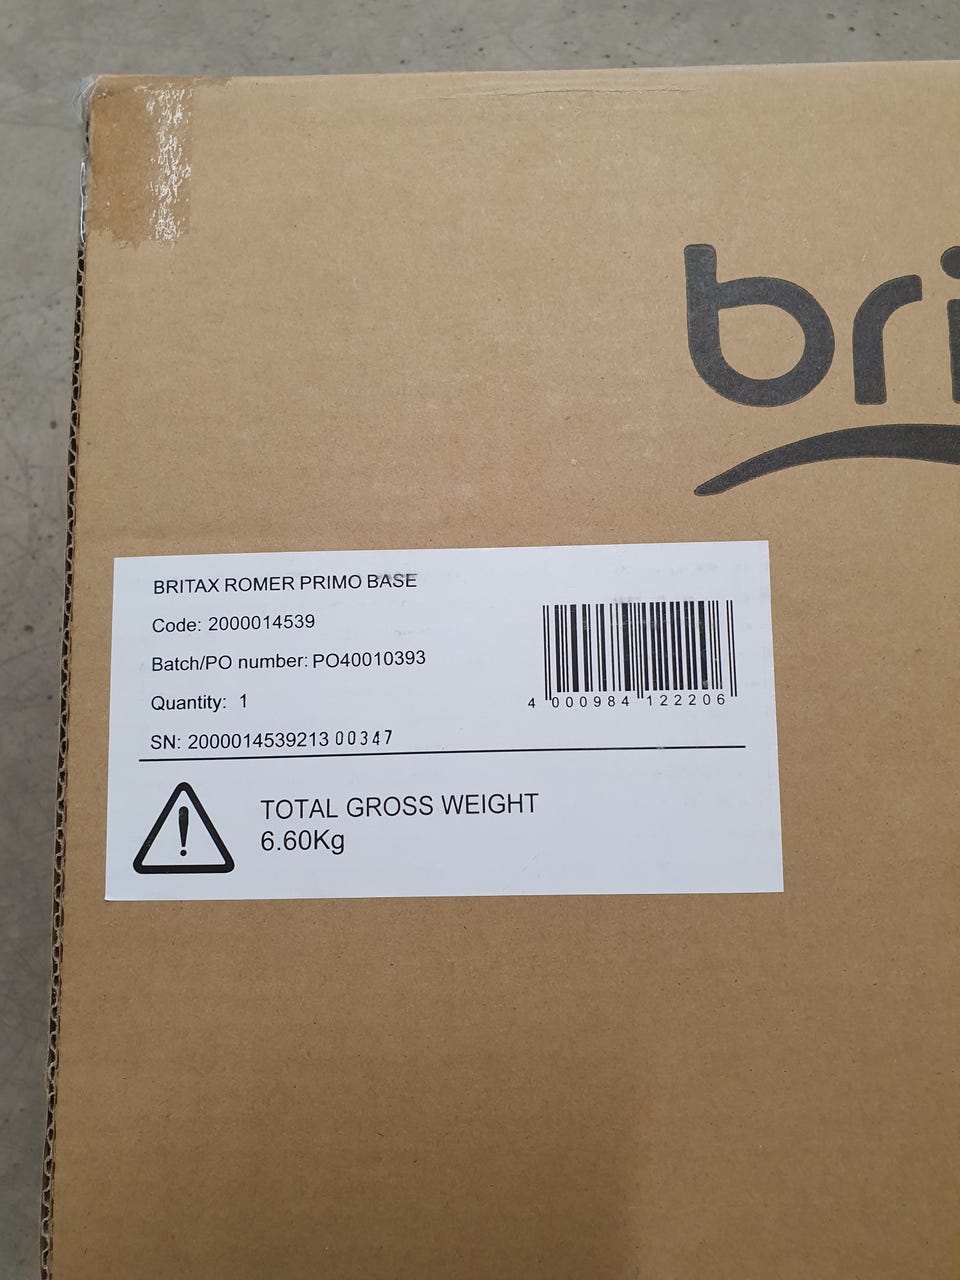 bri
BRITAX ROMER PRIMO BASE
Code: 2000014539
Batch/PO number: PO40010393
Quantity: 1
SN: 2000014539213 00347
4 000984 122206
TOTAL GROSS WEIGHT
6.60Kg